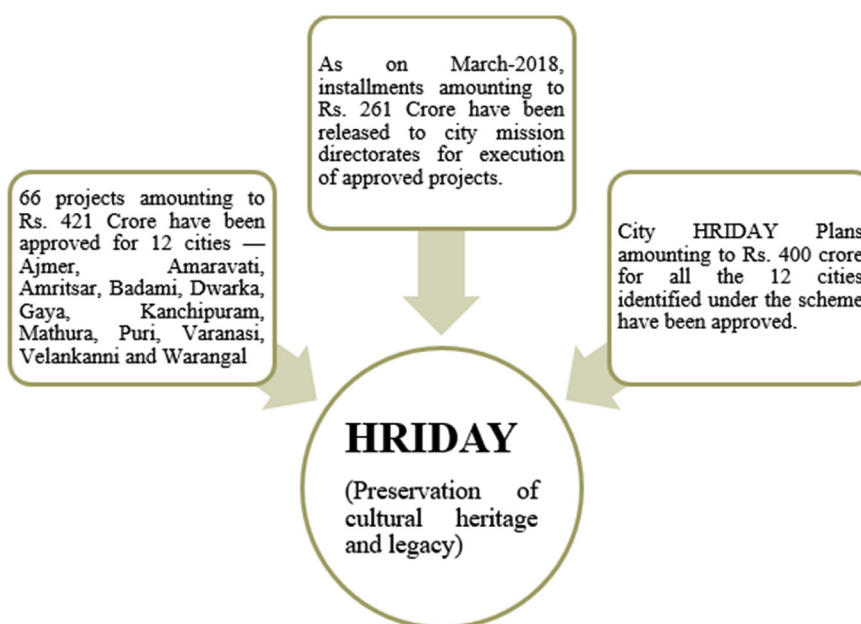 As on March-2018,
installments amounting to
Rs. 261 Crore have been
released to city mission
directorates for execution
of approved projects.
66 projects amounting to
Rs. 421 Crore have been
approved for 12 cities —
Ajmer, Amaravati,
Amritsar, Badami, Dwarka,
Gaya, Kanchipuram,
Mathura, Puri, Varanasi,
Velankanni and Warangal
City HRIDAY Plans
amounting to Rs. 400 crore
for all the 12 cities
identified under the scheme
have been approved.
HRIDAY
(Preservation of
cultural heritage
and legacy)